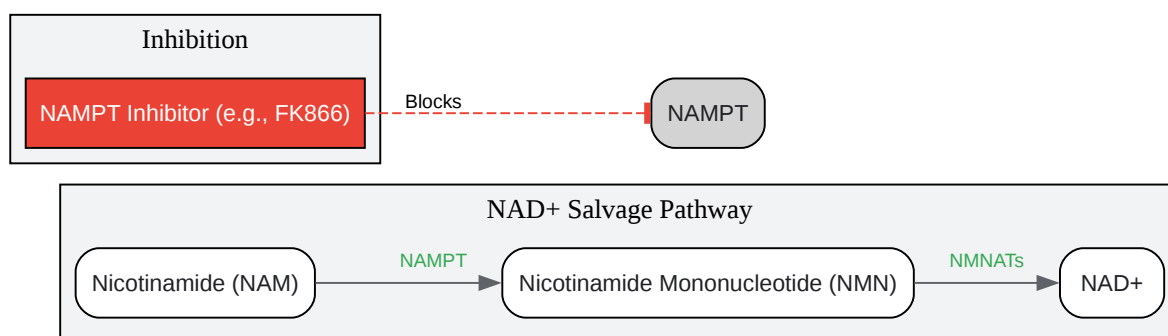 Inhibition
NAMPT Inhibitor (e.g., FK866)
Blocks
NAMPT
NAD+ Salvage Pathway
Nicotinamide (NAM)
NAMPT
Nicotinamide Mononucleotide (NMN)
NMNATs
NAD+